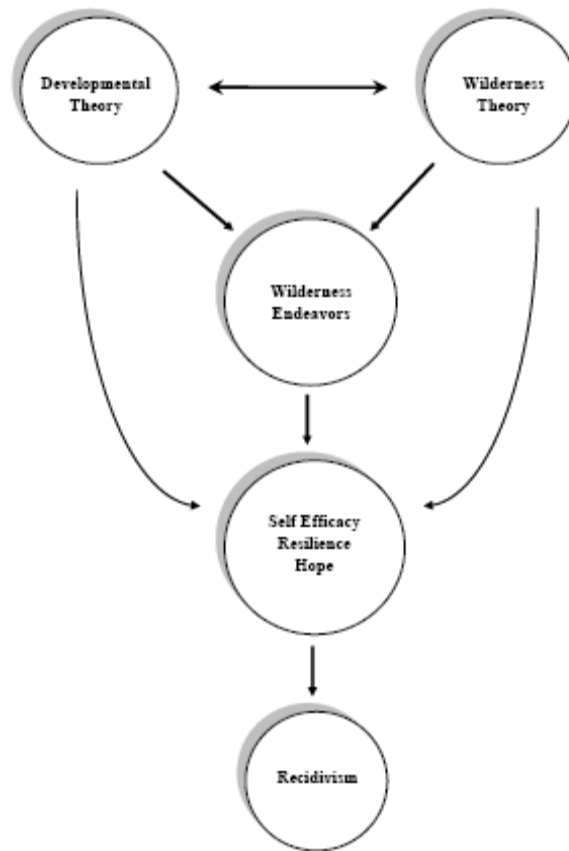 Developmental
Theory
Wilderness
Theory
Wilderness
Endeavors
Self Efficacy
Resilience
Hope
Recidivism